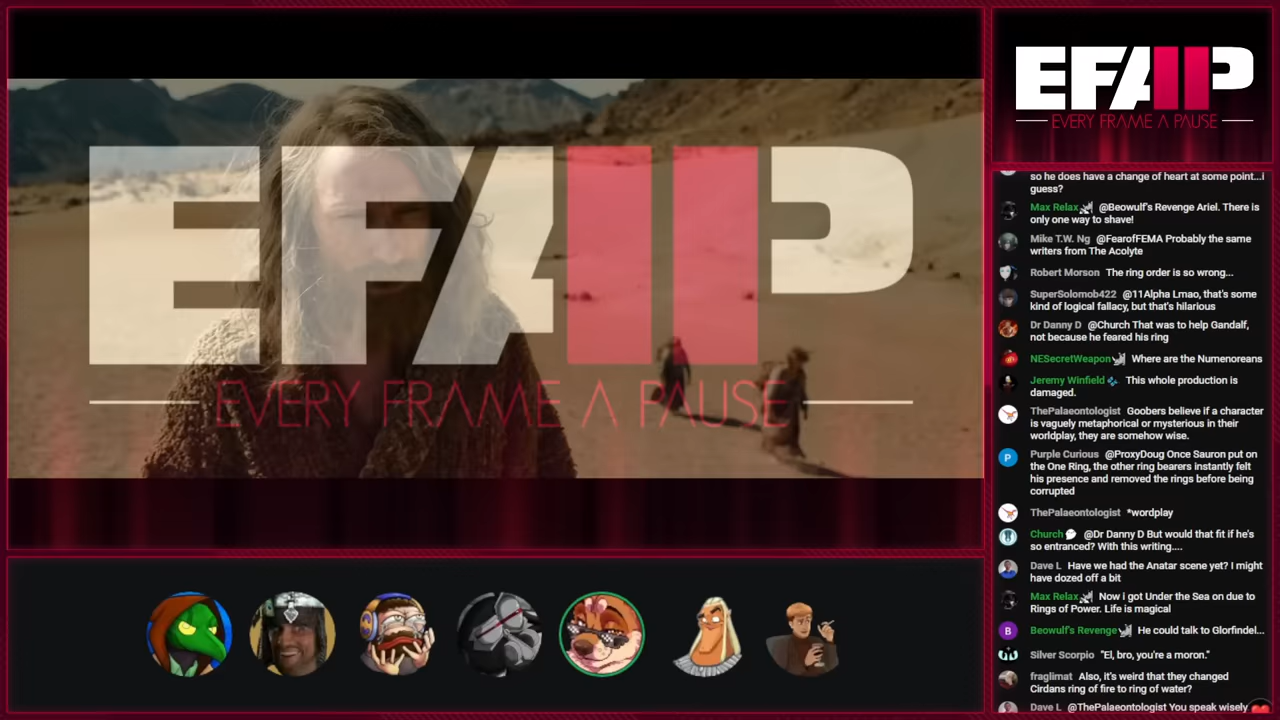 EFAP
EVERY FRAME A PAUSE
EFAP
EVERY FRAME A PAUSE
so he does have a change of heart at some point...i
guess?
Max Relax @Beowulf's Revenge Ariel. There is
only one way to shave!
Mike T.W. Ng @FearofFEMA Probably the same
writers from The Acolyte
Robert Morson The ring order is so wrong...
SuperSolomob422 @11Alpha Lmao, that's some
kind of logical fallacy, but that's hilarious
Dr Danny D @Church That was to help Gandalf,
not because he feared his ring
NESecretWeapon Where are the Numenoreans
Jeremy Winfield This whole production is
damaged.
ThePalaeontologist Goobers believe if a character
is vaguely metaphorical or mysterious in their
worldplay, they are somehow wise.
P
Purple Curious @ProxyDoug Once Sauron put on
the One Ring, the other ring bearers instantly felt
his presence and removed the rings before being
corrupted
ThePalaeontologist *wordplay
Church @Dr Danny D But would that fit if he's
so entranced? With this writing....
Dave L Have we had the Anatar scene yet? I might
have dozed off a bit
Max Relax Now i got Under the Sea on due to
Rings of Power. Life is magical
B
Beowulf's Revenge He could talk to Glorfindel...
Silver Scorpio "El, bro, you're a moron."
fraglimat Also, it's weird that they changed
Cirdans ring of fire to ring of water?
Dave L @ThePalaeontologist You speak wisely